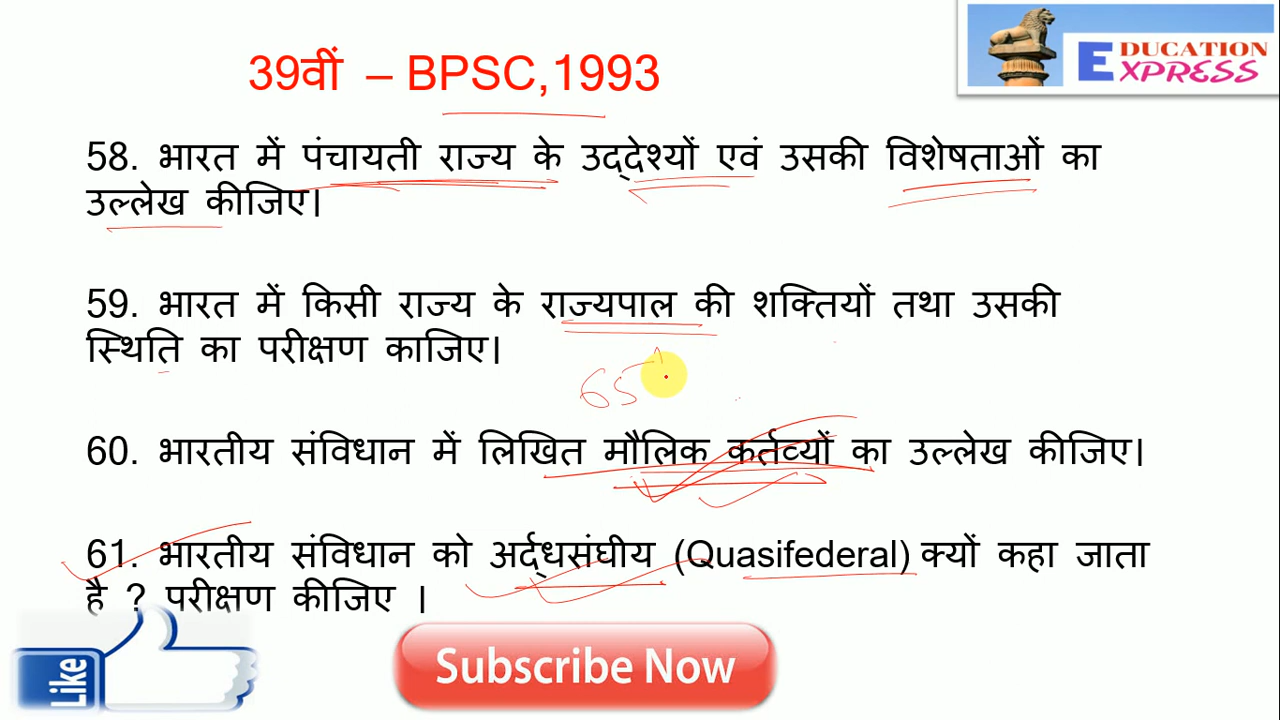 39वीं – BPSC,1993
EDUCATION
EXPRESS
58. भारत में पंचायती राज्य के उद्देश्यों एवं उसकी विशेषताओं का
उल्लेख कीजिए।
59. भारत में किसी राज्य के राज्यपाल की शक्तियों तथा उसकी
स्थिति का परीक्षण काजिए।
65
60. भारतीय संविधान में लिखित मौलिक कर्तव्यों का उल्लेख कीजिए।
61. भारतीय संविधान को अर्द्धसंघीय (Quasifederal) क्यों कहा जाता
है ? परीक्षण कीजिए ।
Like
Subscribe Now